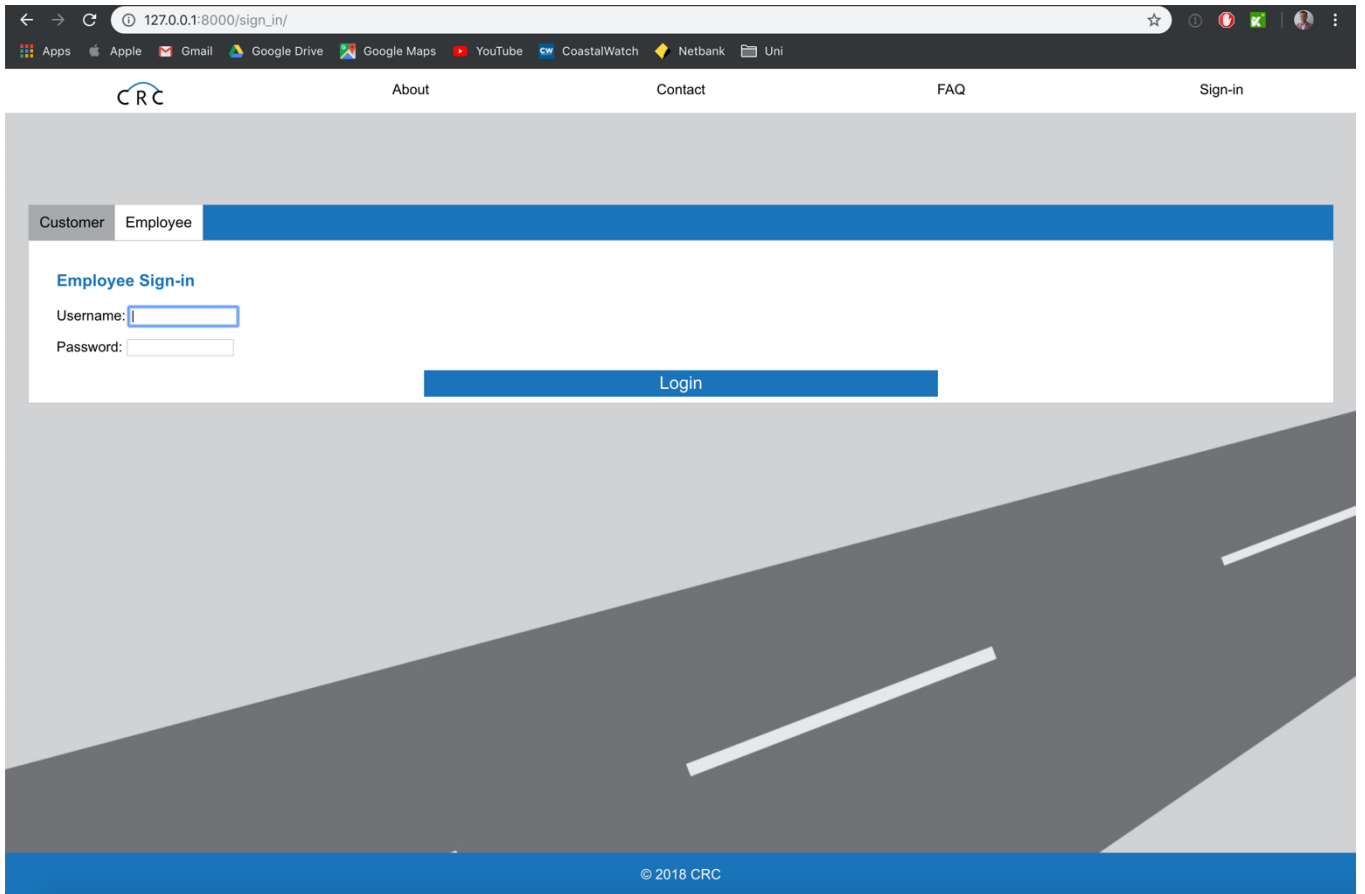 127.0.0.1:8000/sign_in/
Apps Apple Gmail Google Drive Google Maps YouTube cw CoastalWatch Netbank Uni
CRC About Contact FAQ Sign-in
Customer Employee
Employee Sign-in
Username:
Password:
Login
© 2018 CRC